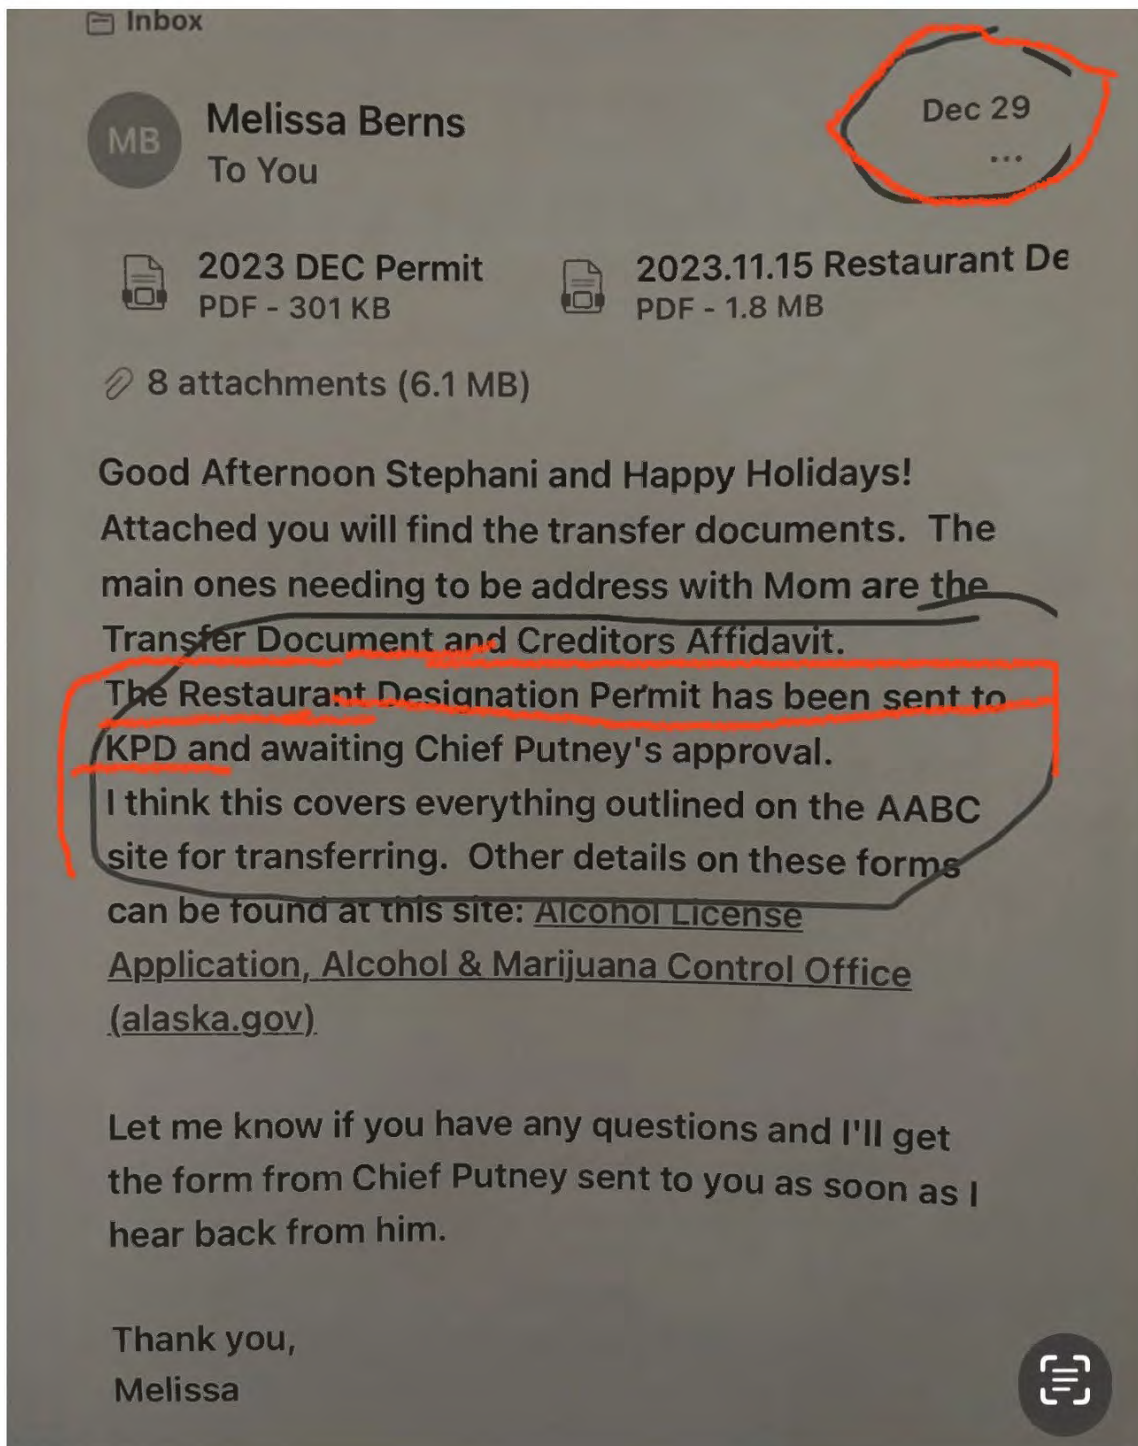 Inbox
MB
Melissa Berns
To You
Dec 29
...
2023 DEC Permit
PDF - 301 KB
2023.11.15 Restaurant De
PDF - 1.8 MB
8 attachments (6.1 MB)
Good Afternoon Stephani and Happy Holidays!
Attached you will find the transfer documents. The
main ones needing to be address with Mom are the
Transfer Document and Creditors Affidavit.
The Restaurant Designation Permit has been sent to
KPD and awaiting Chief Putney's approval.
I think this covers everything outlined on the AABC
site for transferring. Other details on these forms
can be found at this site: Alcohol License
Application, Alcohol & Marijuana Control Office
(alaska.gov)
Let me know if you have any questions and I'll get
the form from Chief Putney sent to you as soon as I
hear back from him.
Thank you,
Melissa